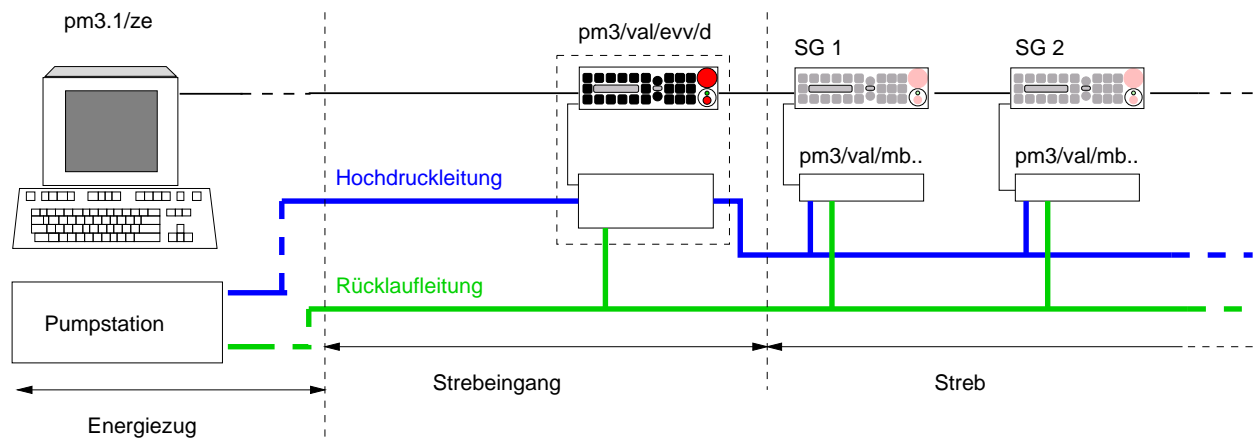 pm3.1/ze
pm3/val/evv/d
SG 1
SG 2
pm3/val/mb..
pm3/val/mb..
Hochdruckleitung
Rücklaufleitung
Pumpstation
Strebeingang
Streb
Energiezug